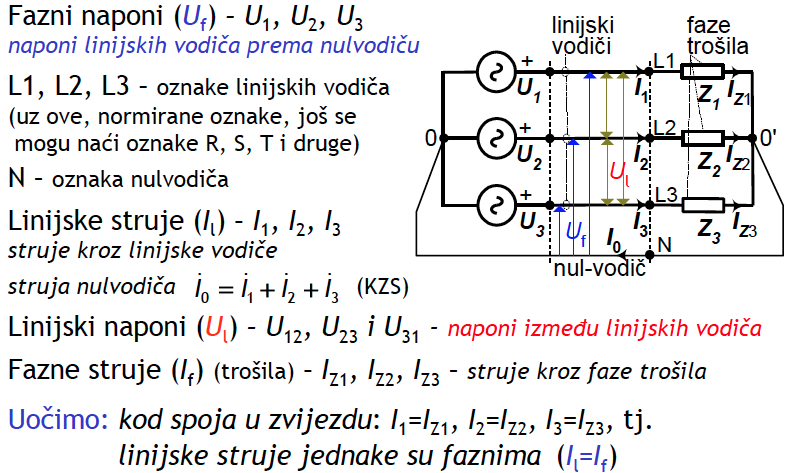 Fazni naponi (Uf) – U1, U2, U3
naponi linijskih vodiča prema nulvodiču
L1, L2, L3 – oznake linijskih vodiča
(uz ove, normirane oznake, još se
mogu naći oznake R, S, T i druge)
N – oznaka nulvodiča
Linijske struje (Il) – I1, I2, I3
struje kroz linijske vodiče
struja nulvodiča İ0 = İ1 + İ2 + İ3 (KZS)
Linijski naponi (Ul) – U12, U23 i U31 - naponi između linijskih vodiča
Fazne struje (If) (trošila) – IZ1, IZ2, IZ3 – struje kroz faze trošila
Uočimo: kod spoja u zvijezdu: I1=IZ1, I2=IZ2, I3=IZ3, tj.
linijske struje jednake su faznima (Il=If)
linijski
vodiči
faze
trošila
+ U1 I1 L1 Z1 IZ1
0 + U2 I2 L2 Z2 IZ2 0'
Ul
+ U3 I3 L3 Z3 IZ3
Uf I0 N
nul-vodič